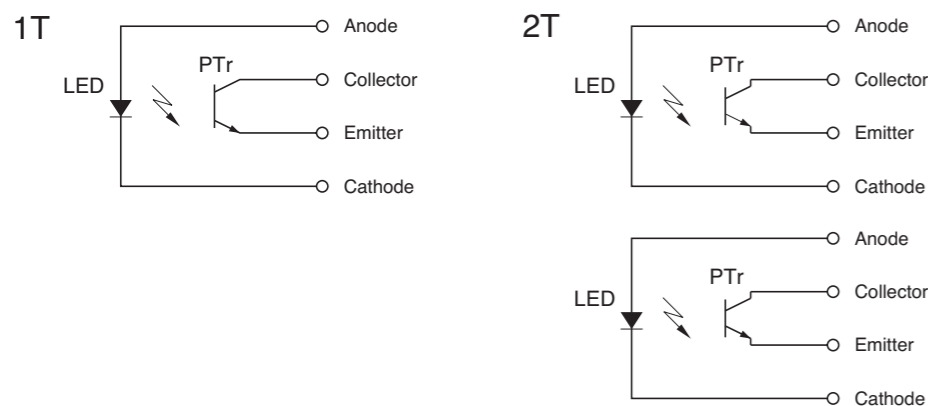 1T
Anode
PTr
LED
Collector
Emitter
Cathode
2T
Anode
PTr
LED
Collector
Emitter
Cathode
Anode
PTr
LED
Collector
Emitter
Cathode